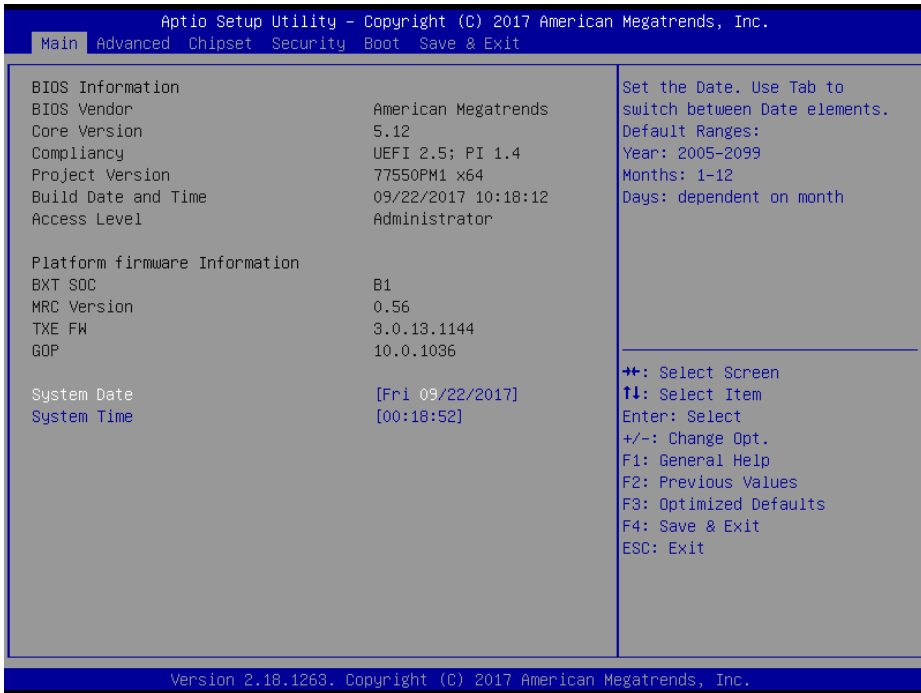 Aptio Setup Utility – Copyright (C) 2017 American Megatrends, Inc.
Main Advanced Chipset Security Boot Save & Exit
BIOS Information
BIOS Vendor American Megatrends
Core Version 5.12
Compliancy UEFI 2.5; PI 1.4
Project Version 77550PM1 x64
Build Date and Time 09/22/2017 10:18:12
Access Level Administrator
Platform firmware Information
BXT SOC B1
MRC Version 0.56
TXE FW 3.0.13.1144
GOP 10.0.1036
System Date [Fri 09/22/2017]
System Time [00:18:52]
Set the Date. Use Tab to
switch between Date elements.
Default Ranges:
Year: 2005-2099
Months: 1-12
Days: dependent on month
→←: Select Screen
↑↓: Select Item
Enter: Select
+/-: Change Opt.
F1: General Help
F2: Previous Values
F3: Optimized Defaults
F4: Save & Exit
ESC: Exit
Version 2.18.1263. Copyright (C) 2017 American Megatrends, Inc.